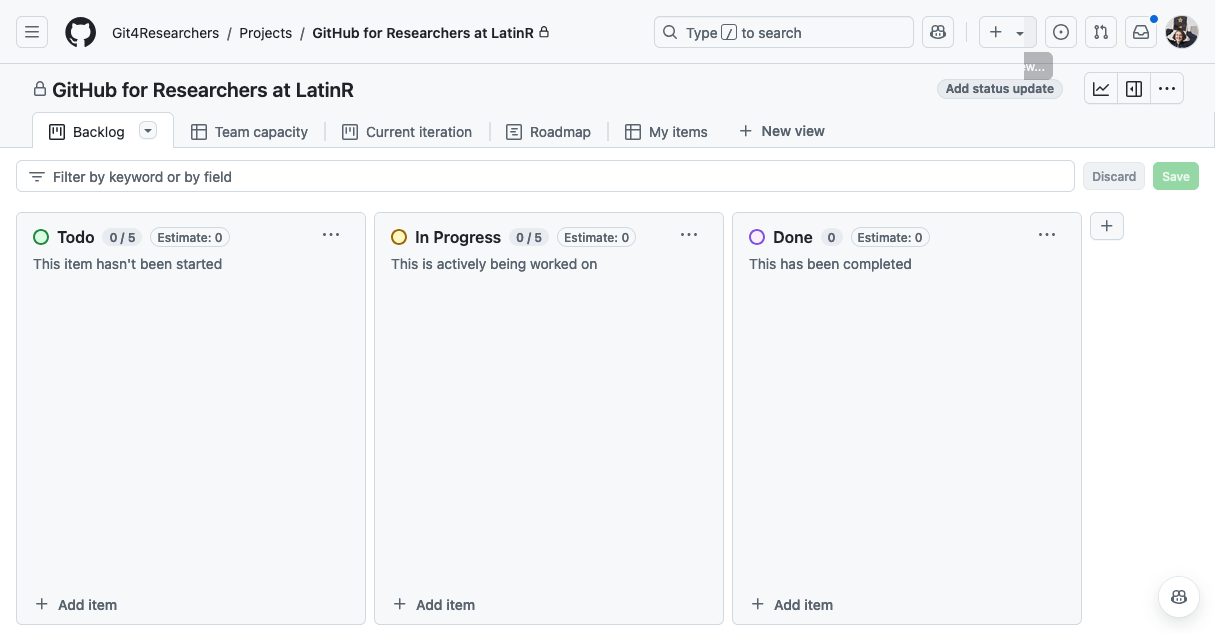 Git4Researchers / Projects / GitHub for Researchers at LatinR
Type / to search
GitHub for Researchers at LatinR
Add status update
Backlog
Team capacity
Current iteration
Roadmap
My items
New view
Filter by keyword or by field
Discard
Save
Todo 0 / 5 Estimate: 0
This item hasn't been started
Add item
In Progress 0 / 5 Estimate: 0
This is actively being worked on
Add item
Done 0 Estimate: 0
This has been completed
Add item